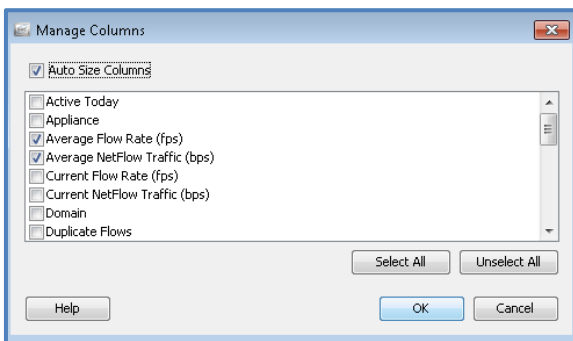 Manage Columns
Auto Size Columns
Active Today
Appliance
Average Flow Rate (fps)
Average NetFlow Traffic (bps)
Current Flow Rate (fps)
Current NetFlow Traffic (bps)
Domain
Duplicate Flows
Select All Unselect All
Help OK Cancel